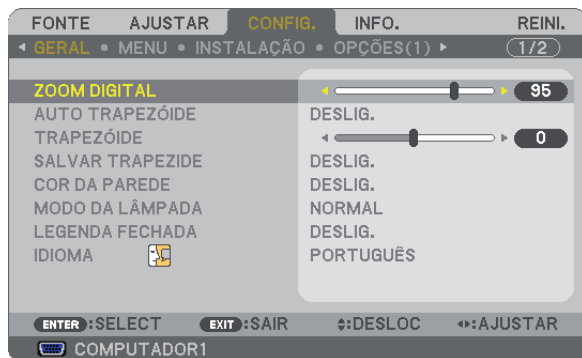 FONTE AJUSTAR CONFIG. INFO. REINI.
GERAL • MENU • INSTALAÇÃO • OPÇÕES(1) 1/2
ZOOM DIGITAL 95
AUTO TRAPEZÓIDE DESLIG.
TRAPEZÓIDE 0
SALVAR TRAPEZIDE DESLIG.
COR DA PAREDE DESLIG.
MODO DA LÂMPADA NORMAL
LEGENDA FECHADA DESLIG.
IDIOMA PORTUGUÊS
ENTER :SELECT EXIT :SAIR :DESLOC :AJUSTAR
COMPUTADOR1